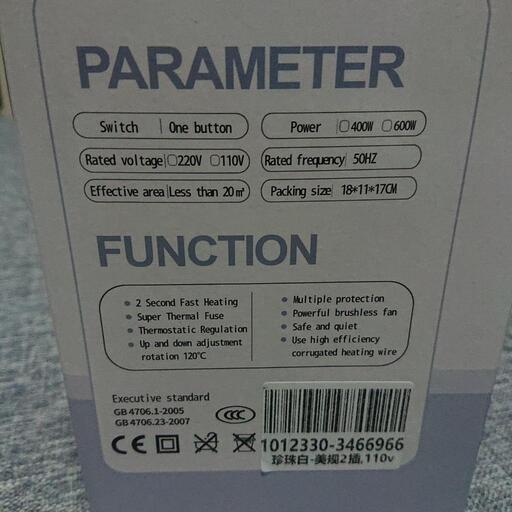 PARAMETER
Switch One button
Power □400W □600W
Rated voltage □220V □110V
Rated frequency 50HZ
Effective area Less than 20㎡
Packing size 18*11*17CM
FUNCTION
• 2 Second Fast Heating
• Super Thermal Fuse
• Thermostatic Regulation
• Up and down adjustment
rotation 120℃
• Multiple protection
• Powerful brushless fan
• Safe and quiet
• Use high efficiency
corrugated heating wire
Executive standard
GB 4706.1-2005
GB 4706.23-2007
CCC
CE
1012330-3466966
珍珠白-美规2插,110v